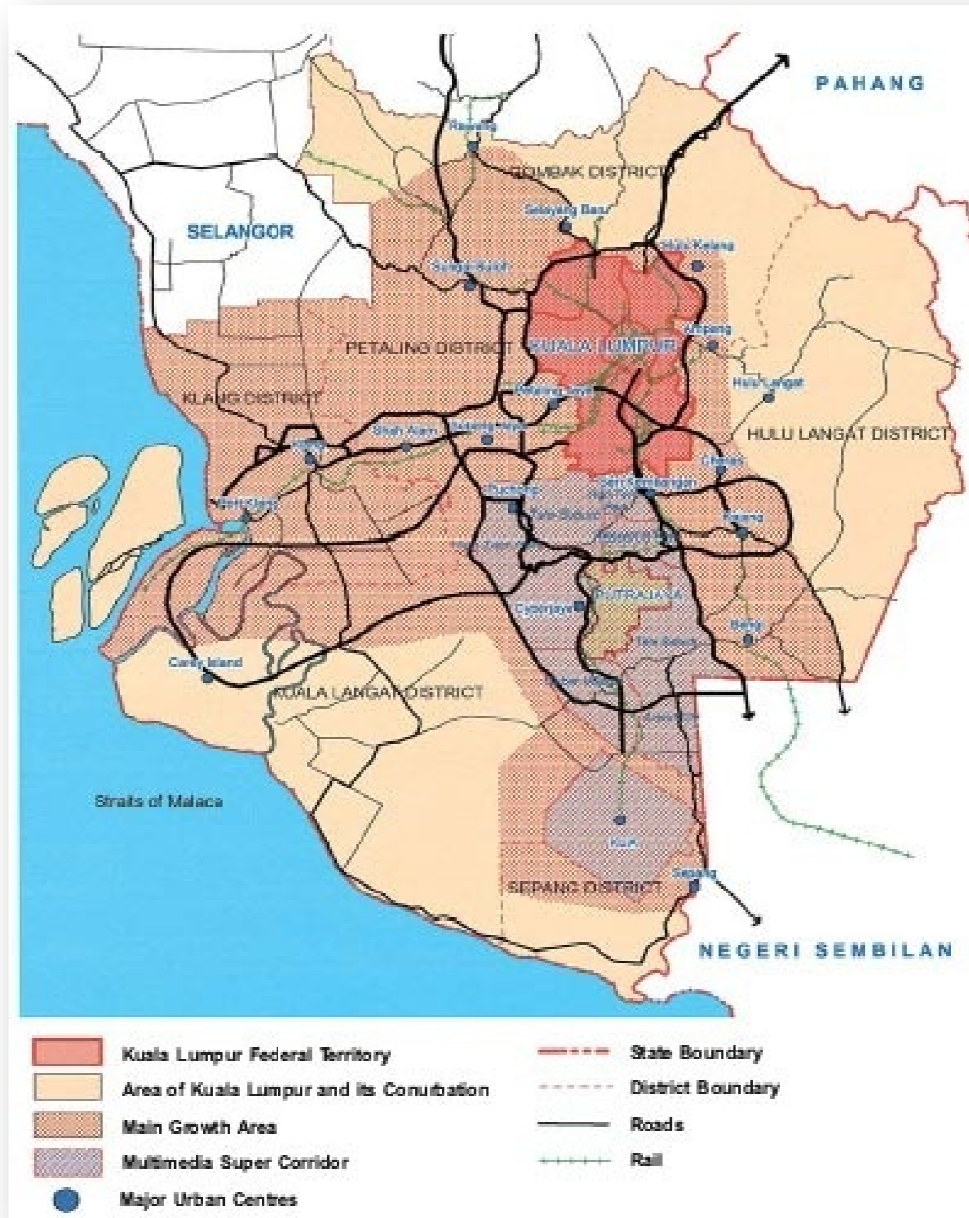 PAHANG
Rawang
GOMBAK DISTRICT
Selayang Baru
SELANGOR
Hulu Kelang
Sungai Buloh
Ampang
PETALING DISTRICT
KUALA LUMPUR
Hulu Langat
Petaling Jaya
KLANG DISTRICT
Shah Alam
Subang Jaya
HULU LANGAT DISTRICT
Klang
Cheras
Seri Kembangan
Puchong
Port Klang
Kajang
PUTRAJAYA
Cyberjaya
Bangi
Carey Island
KUALA LANGAT DISTRICT
Straits of Malaca
KLIA
Sepang
SEPANG DISTRICT
NEGERI SEMBILAN
Kuala Lumpur Federal Territory
Area of Kuala Lumpur and its Conurbation
Main Growth Area
Multimedia Super Corridor
Major Urban Centres
State Boundary
District Boundary
Roads
Rail